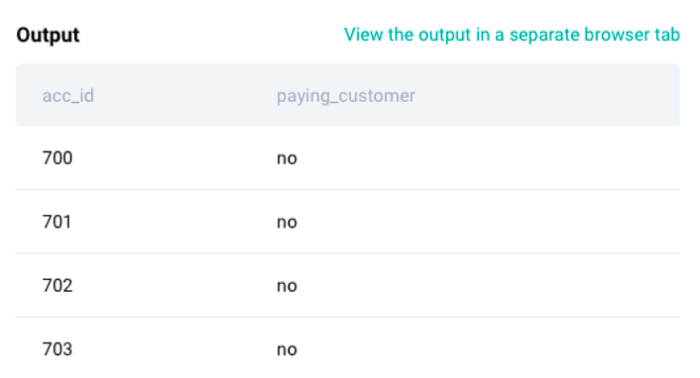 Output View the output in a separate browser tab
acc_id paying_customer
700 no
701 no
702 no
703 no